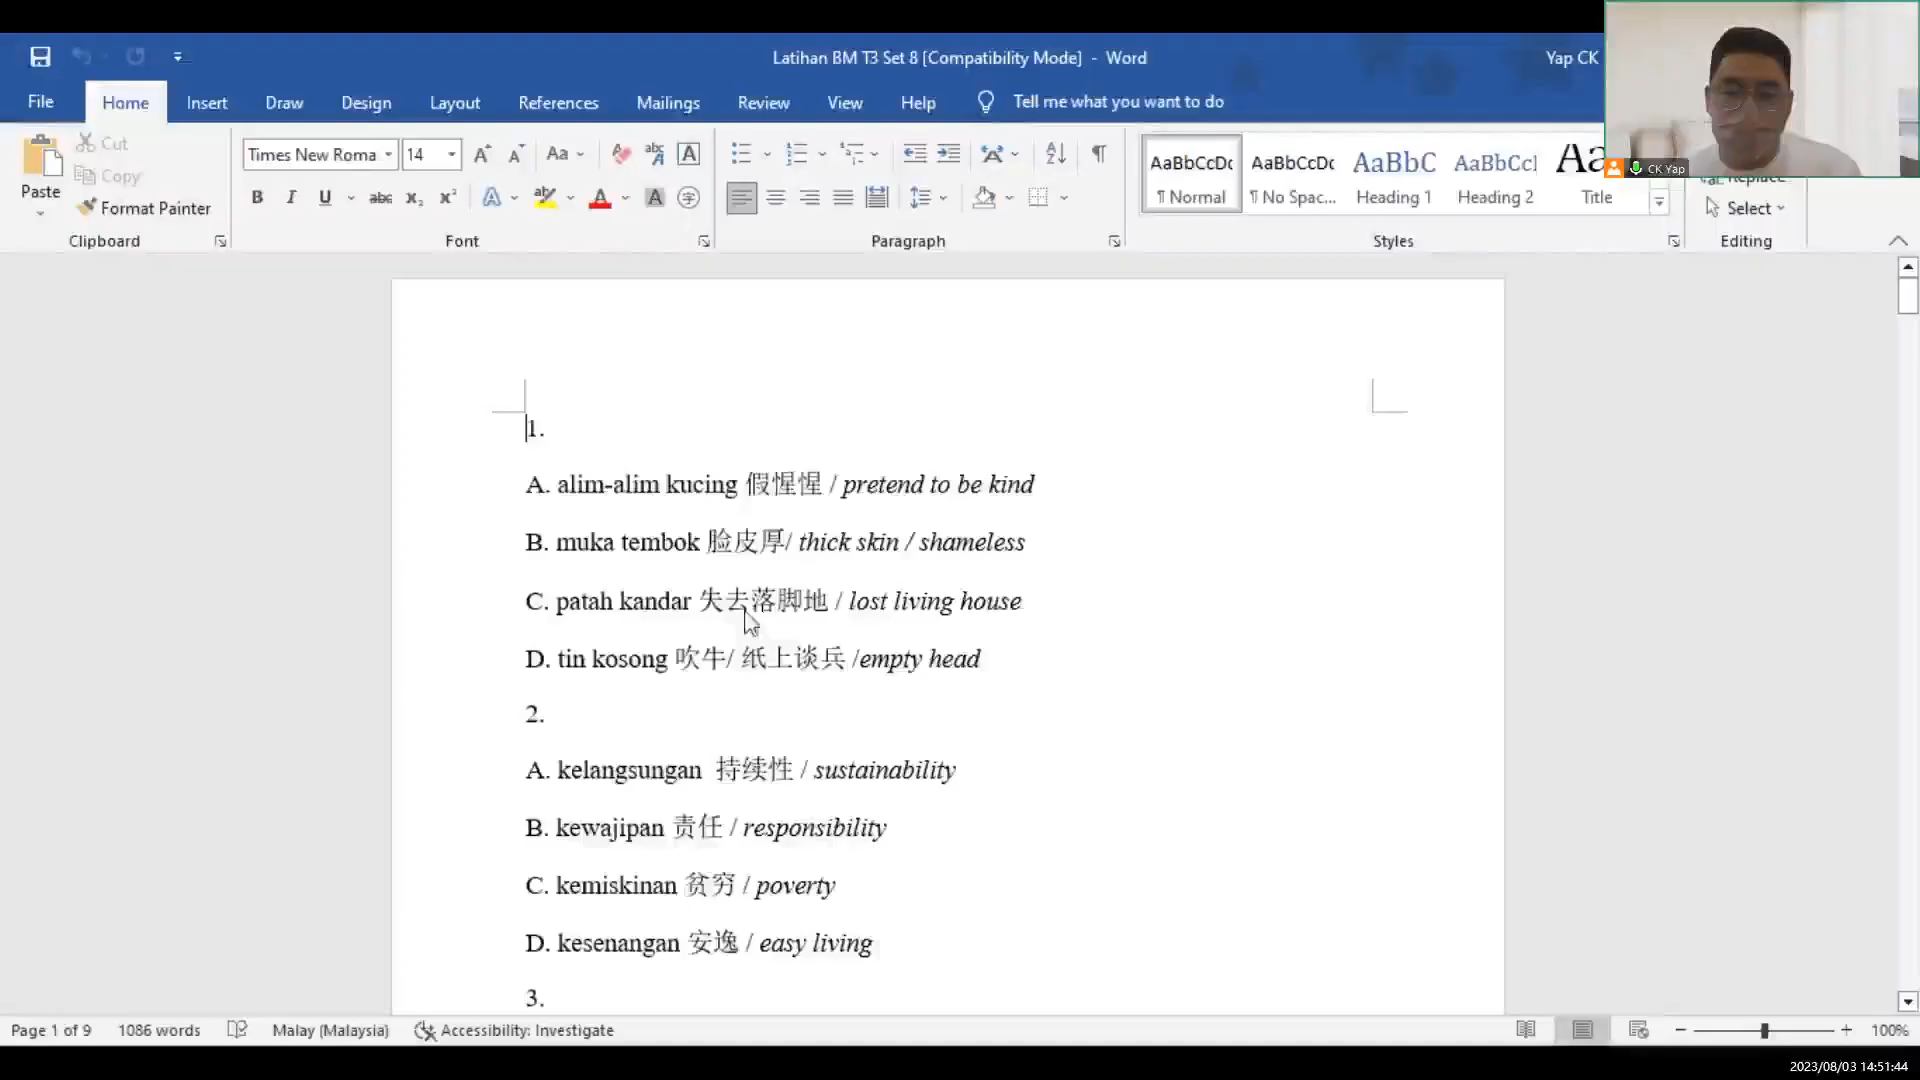 Latihan BM T3 Set 8 [Compatibility Mode] - Word
Yap CK
File Home Insert Draw Design Layout References Mailings Review View Help Tell me what you want to do
Paste
Cut
Copy
Format Painter
Clipboard
Times New Roma 14
Font
Paragraph
AaBbCcDc AaBbCcDc AaBbC AaBbCcI Aa
¶ Normal ¶ No Spac... Heading 1 Heading 2 Title
Styles
Select
Editing
CK Yap
1.
A. alim-alim kucing 假惺惺 / pretend to be kind
B. muka tembok 脸皮厚/ thick skin / shameless
C. patah kandar 失去落脚地 / lost living house
D. tin kosong 吹牛/ 纸上谈兵 /empty head
2.
A. kelangsungan 持续性 / sustainability
B. kewajipan 责任 / responsibility
C. kemiskinan 贫穷 / poverty
D. kesenangan 安逸 / easy living
3.
Page 1 of 9 1086 words Malay (Malaysia) Accessibility: Investigate 100%
2023/08/03 14:51:44